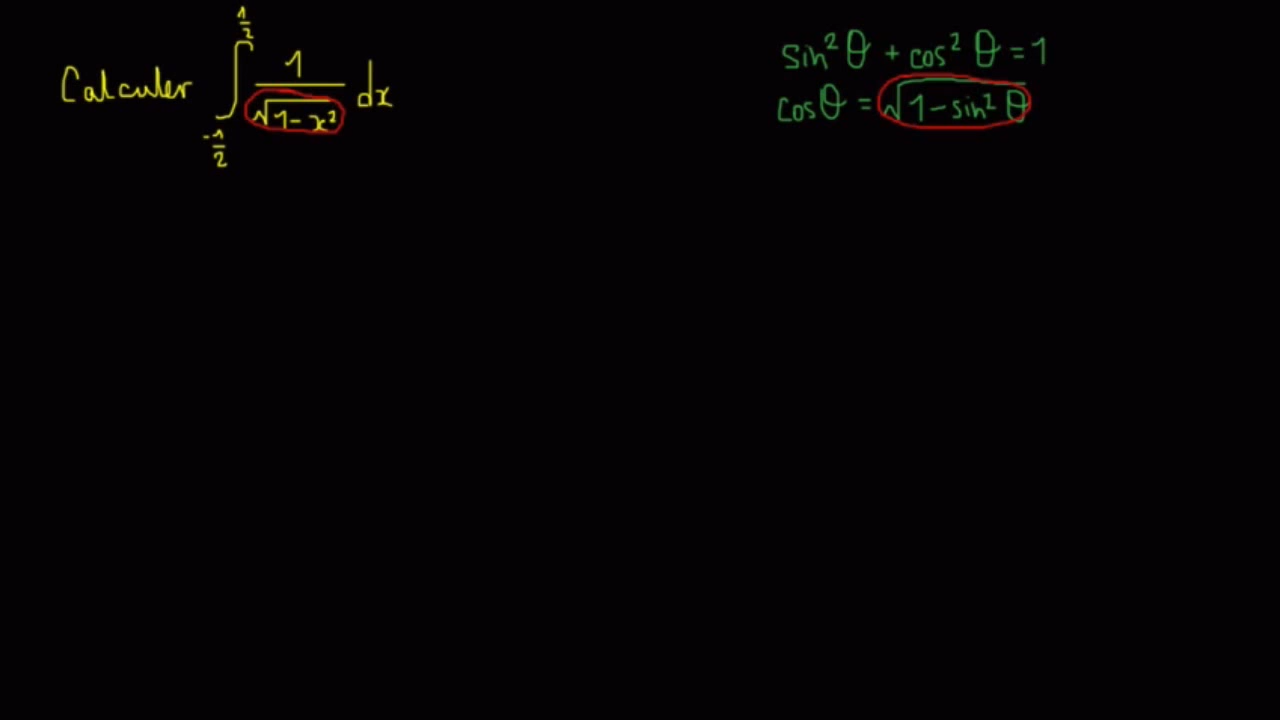 Calculer ∫_{-1/2}^{1/2} 1/√(1-x²) dx
sin² θ + cos² θ = 1
cos θ = √(1-sin² θ)